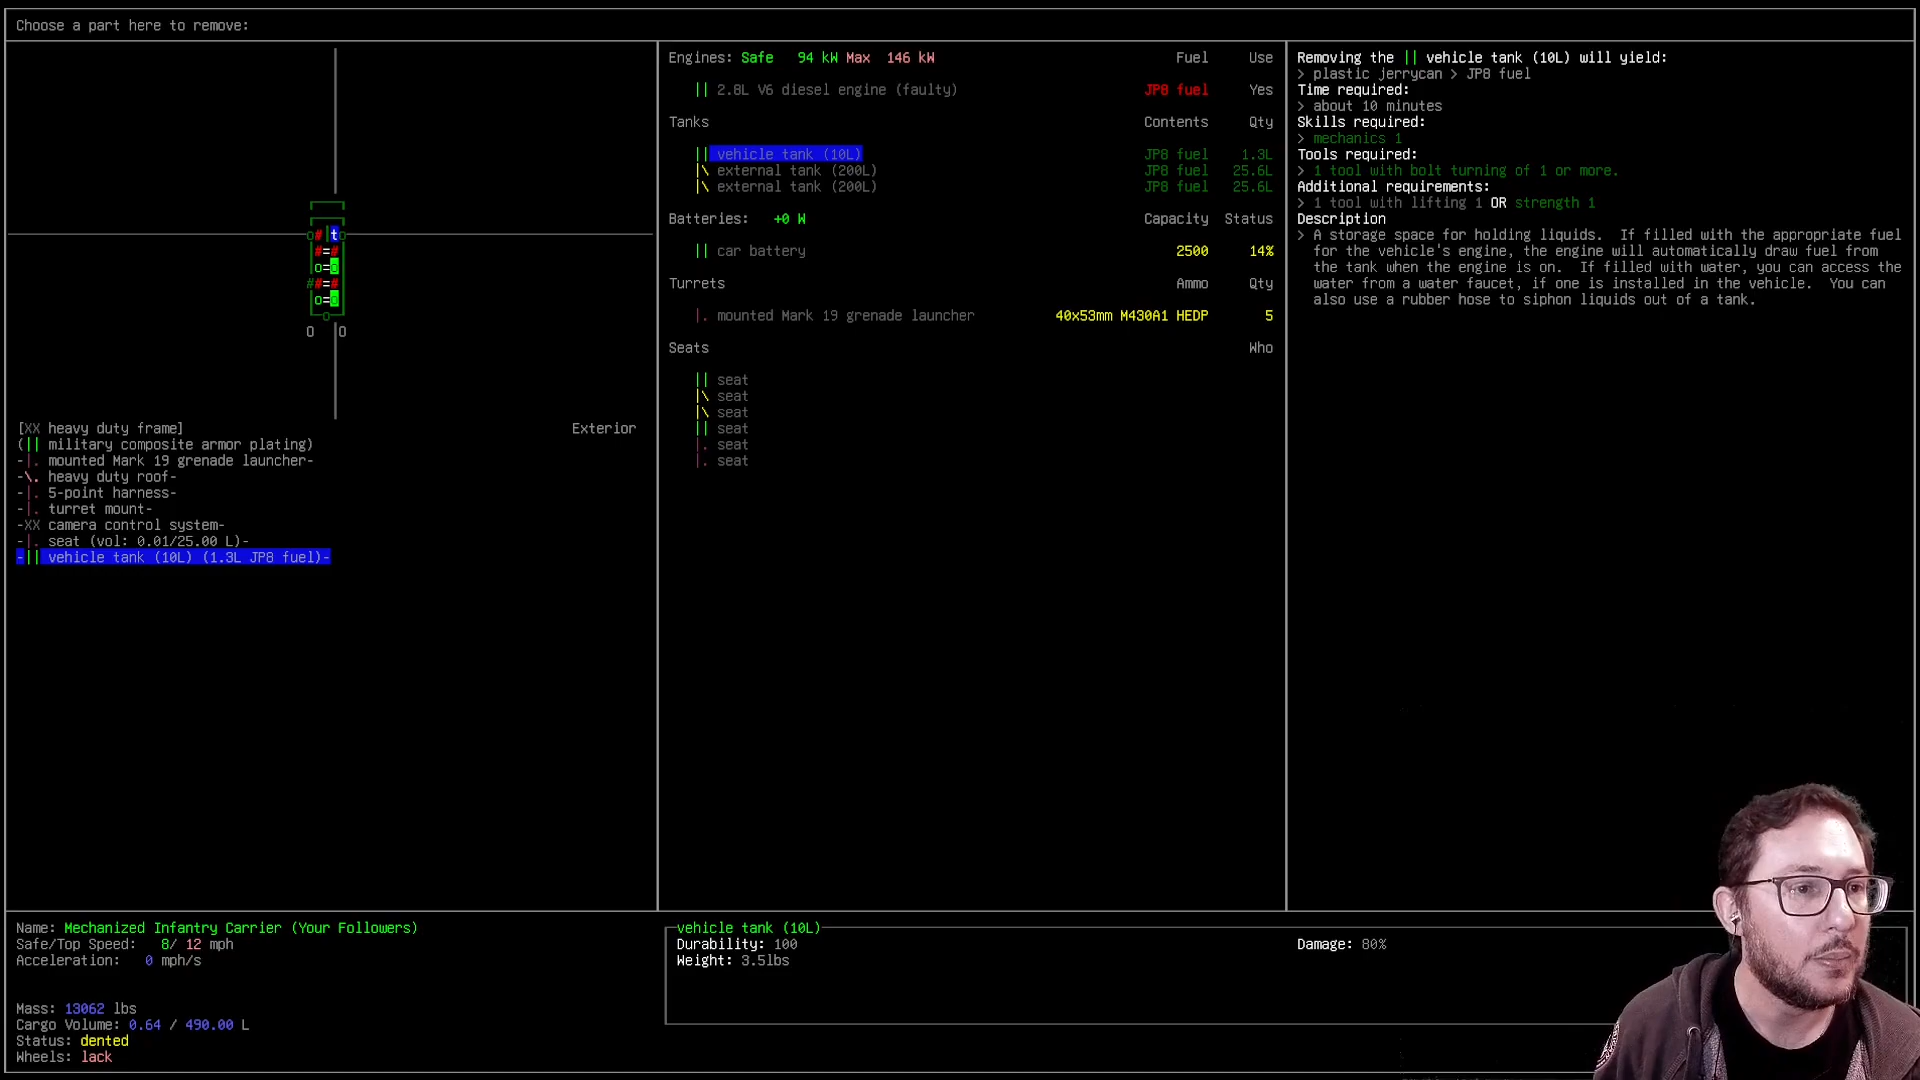 Choose a part here to remove:
[XX heavy duty frame] Exterior
(|| military composite armor plating)
-|. mounted Mark 19 grenade launcher-
-\. heavy duty roof-
-|. 5-point harness-
-|. turret mount-
-XX camera control system-
-|. seat (vol: 0.01/25.00 L)-
-|| vehicle tank (10L) (1.3L JP8 fuel)-
Engines: Safe 94 kW Max 146 kW Fuel Use
|| 2.8L V6 diesel engine (faulty) JP8 fuel Yes
Tanks Contents Qty
|| vehicle tank (10L) JP8 fuel 1.3L
|\ external tank (200L) JP8 fuel 25.6L
|\ external tank (200L) JP8 fuel 25.6L
Batteries: +0 W Capacity Status
|| car battery 2500 14%
Turrets Ammo Qty
|. mounted Mark 19 grenade launcher 40x53mm M430A1 HEDP 5
Seats Who
|| seat
|\ seat
|\ seat
|| seat
|. seat
|. seat
Removing the || vehicle tank (10L) will yield:
> plastic jerrycan > JP8 fuel
Time required:
> about 10 minutes
Skills required:
> mechanics 1
Tools required:
> 1 tool with bolt turning of 1 or more.
Additional requirements:
> 1 tool with lifting 1 OR strength 1
Description
> A storage space for holding liquids. If filled with the appropriate fuel
for the vehicle's engine, the engine will automatically draw fuel from
the tank when the engine is on. If filled with water, you can access the
water from a water faucet, if one is installed in the vehicle. You can
also use a rubber hose to siphon liquids out of a tank.
Name: Mechanized Infantry Carrier (Your Followers)
Safe/Top Speed: 8/ 12 mph
Acceleration: 0 mph/s
Mass: 13062 lbs
Cargo Volume: 0.64 / 490.00 L
Status: dented
Wheels: lack
vehicle tank (10L)
Durability: 100 Damage: 80%
Weight: 3.5lbs